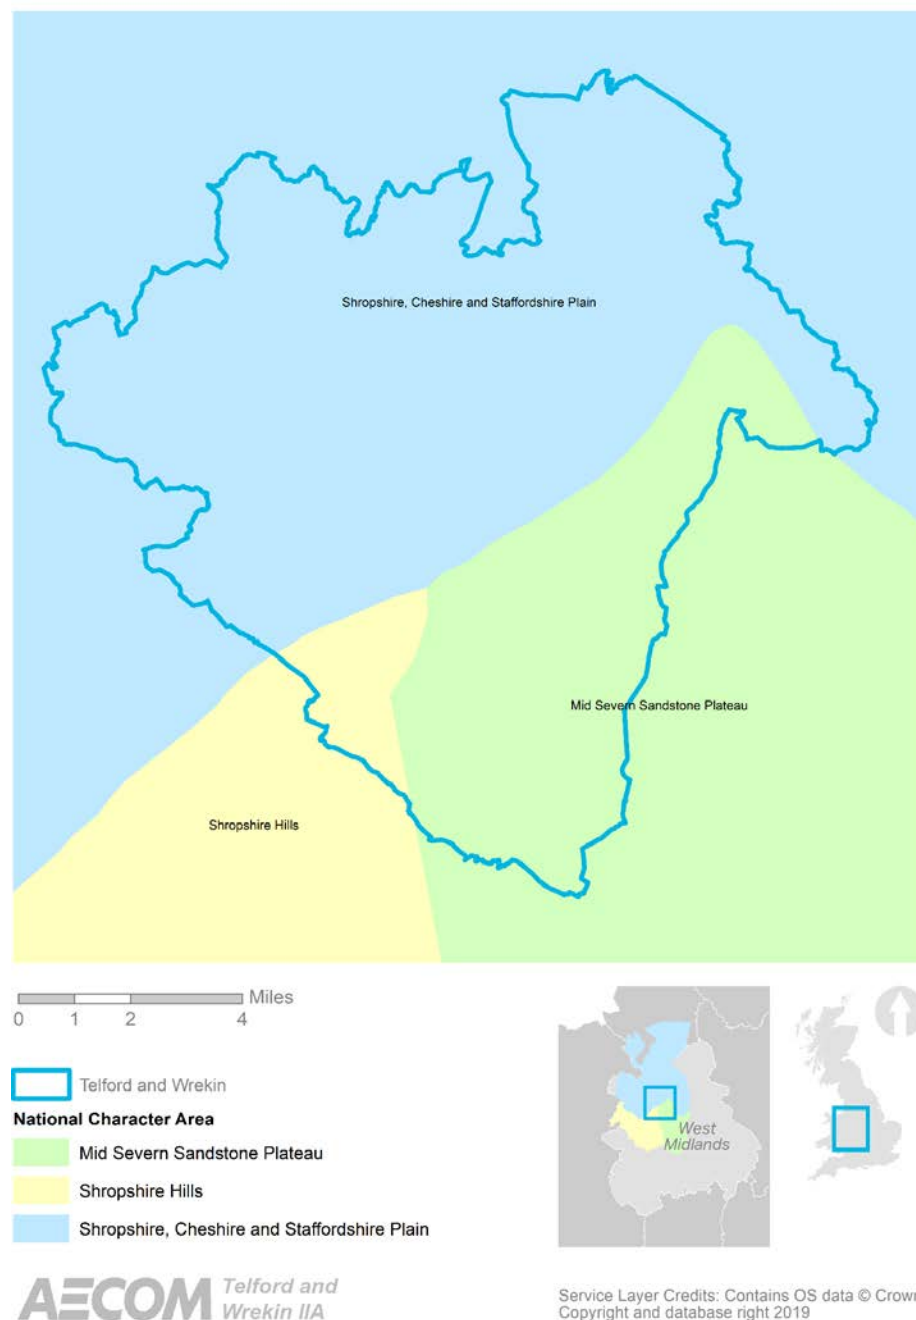 Shropshire, Cheshire and Staffordshire Plain
Mid Severn Sandstone Plateau
Shropshire Hills
Miles
0 1 2 4
Telford and Wrekin
National Character Area
Mid Severn Sandstone Plateau
Shropshire Hills
Shropshire, Cheshire and Staffordshire Plain
West
Midlands
AECOM
Telford and
Wrekin IIA
Service Layer Credits: Contains OS data © Crown
Copyright and database right 2019